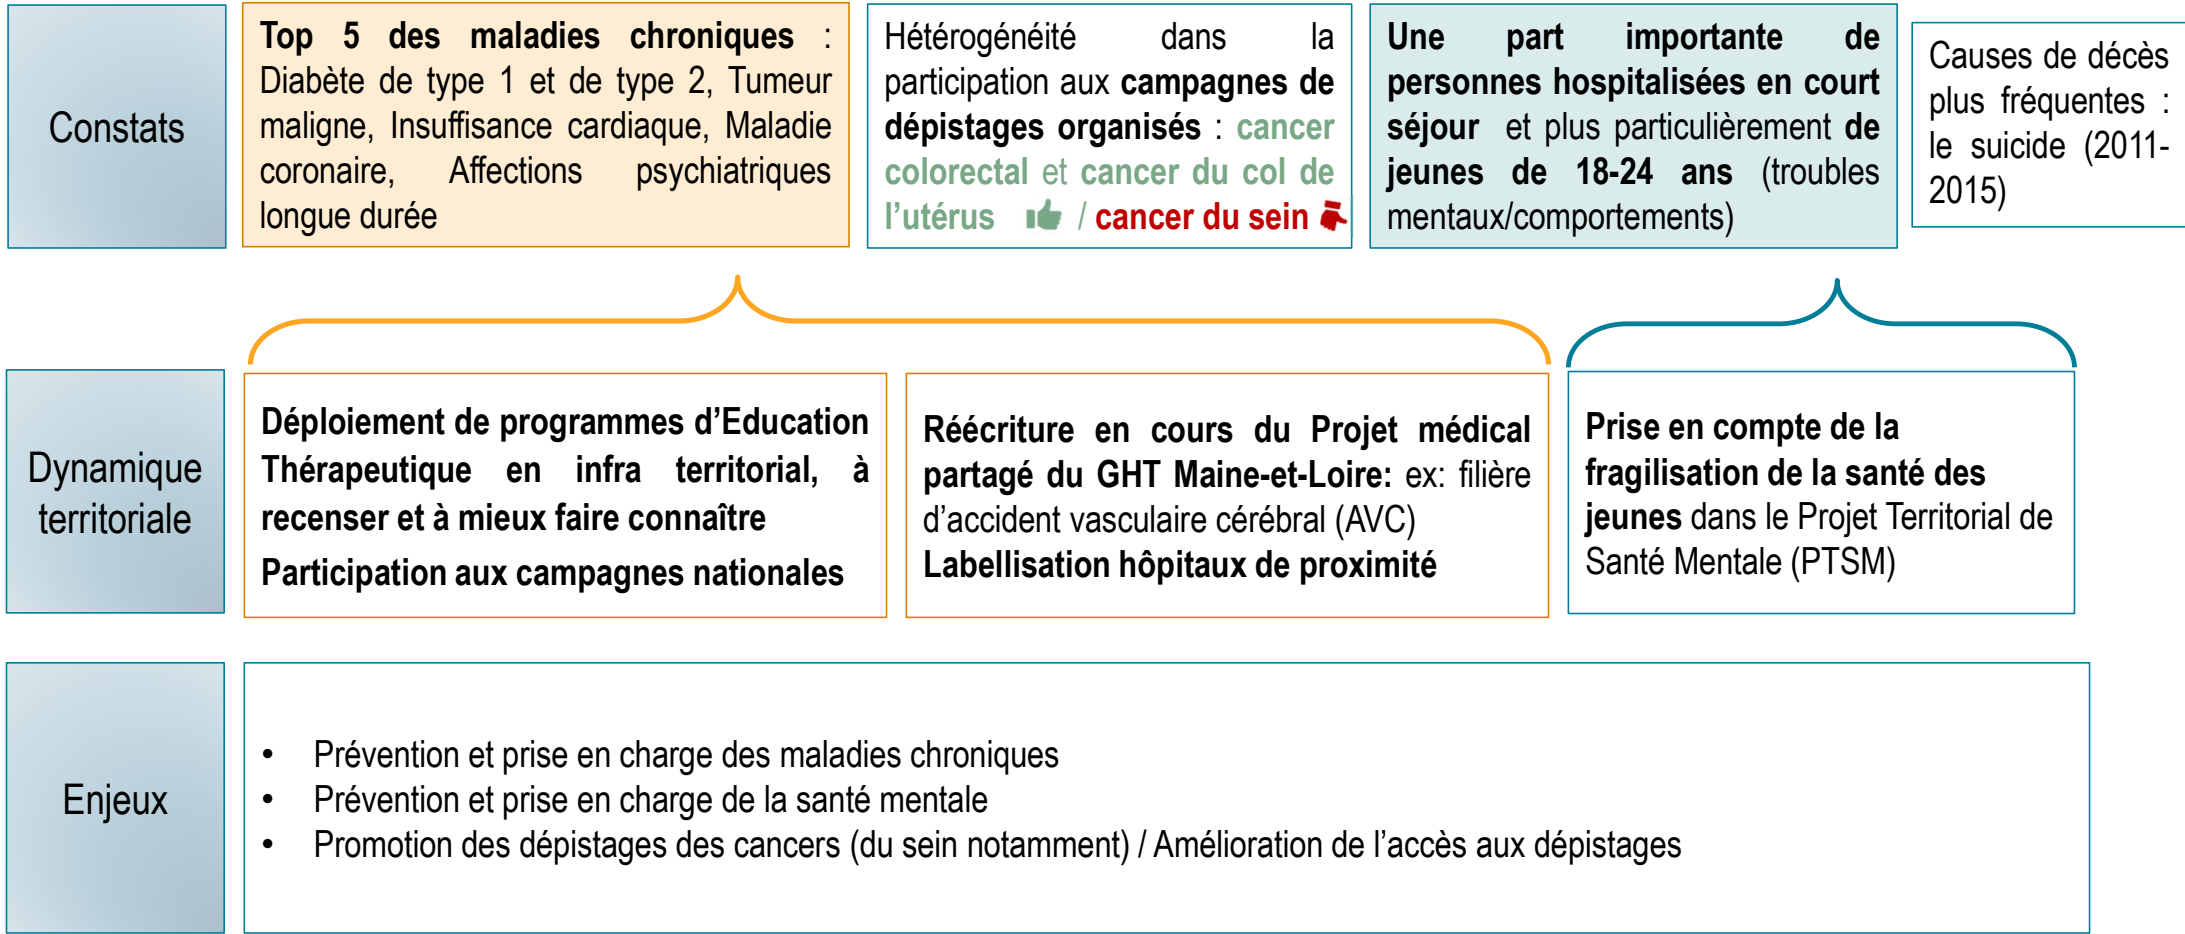 Constats
Top 5 des maladies chroniques :
Diabète de type 1 et de type 2, Tumeur
maligne, Insuffisance cardiaque, Maladie
coronaire, Affections psychiatriques
longue durée
Hétérogénéité dans la
participation aux campagnes de
dépistages organisés : cancer
colorectal et cancer du col de
l’utérus / cancer du sein
Une part importante de
personnes hospitalisées en court
séjour et plus particulièrement de
jeunes de 18-24 ans (troubles
mentaux/comportements)
Causes de décès
plus fréquentes :
le suicide (2011-
2015)
Dynamique
territoriale
Déploiement de programmes d’Education
Thérapeutique en infra territorial, à
recenser et à mieux faire connaître
Participation aux campagnes nationales
Réécriture en cours du Projet médical
partagé du GHT Maine-et-Loire: ex: filière
d’accident vasculaire cérébral (AVC)
Labellisation hôpitaux de proximité
Prise en compte de la
fragilisation de la santé des
jeunes dans le Projet Territorial de
Santé Mentale (PTSM)
Enjeux
• Prévention et prise en charge des maladies chroniques
• Prévention et prise en charge de la santé mentale
• Promotion des dépistages des cancers (du sein notamment) / Amélioration de l’accès aux dépistages